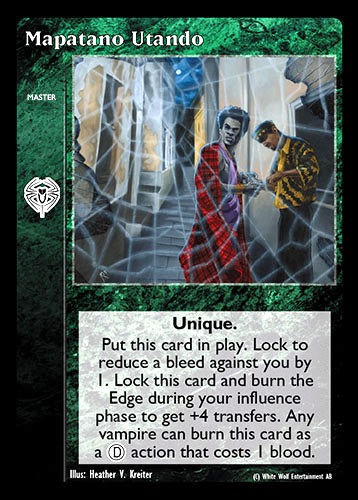 Mapatano Utando
MASTER
Unique.
Put this card in play. Lock to
reduce a bleed against you by
1. Lock this card and burn the
Edge during your influence
phase to get +4 transfers. Any
vampire can burn this card as
a Ⓓ action that costs 1 blood.
Illus: Heather V. Kreiter
(C) White Wolf Entertainment AB